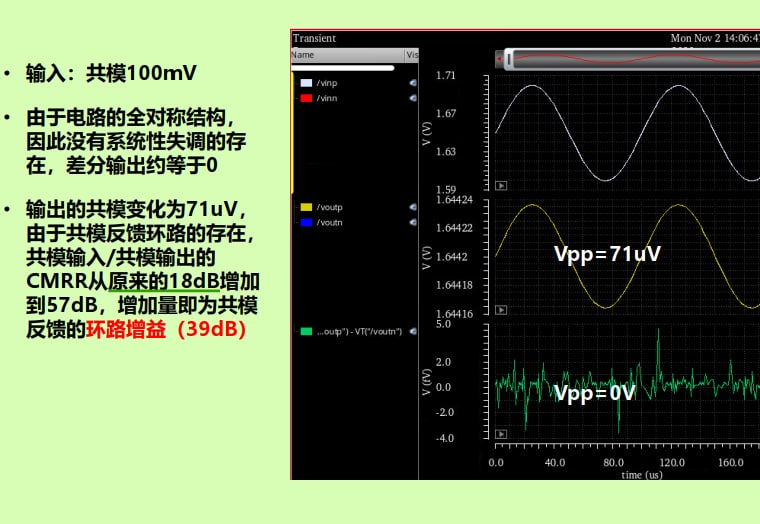 • 输入：共模100mV
• 由于电路的全对称结构，
因此没有系统性失调的存
在，差分输出约等于0
• 输出的共模变化为71uV，
由于共模反馈环路的存在，
共模输入/共模输出的
CMRR从原来的18dB增加
到57dB，增加量即为共模
反馈的环路增益（39dB）
Transient
Mon Nov 2 14:06:47
Name
Vis
/vinp
/vinn
/voutp
/voutn
...outp") - VT("/voutn")
1.71
1.67
1.63
1.59
V (V)
1.64424
1.64422
1.6442
1.64418
1.64416
V (V)
Vpp=71uV
5.0
2.0
0.0
-2.0
-4.0
V (fV)
Vpp=0V
0.0
40.0
80.0
120.0
160.0
time (us)